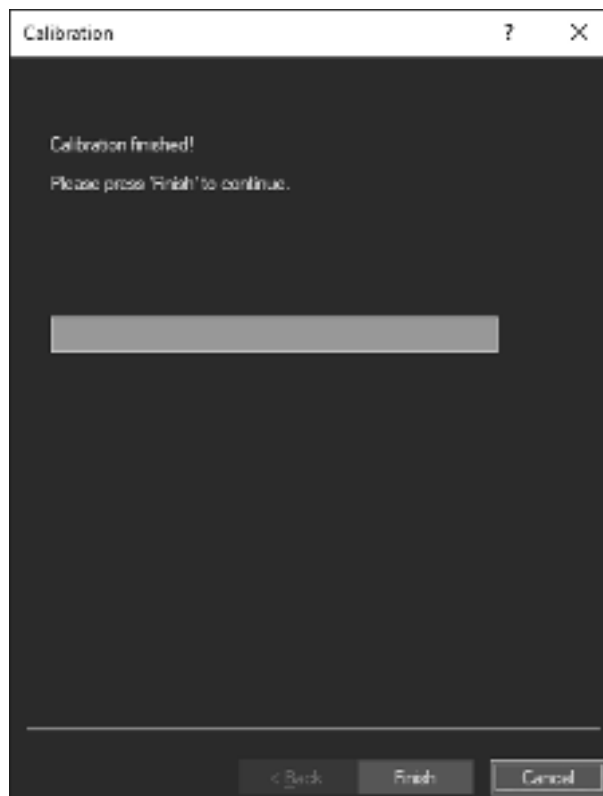 Calibration
?
Calibration finished!
Please press 'Finish' to continue.
< Back
Finish
Cancel